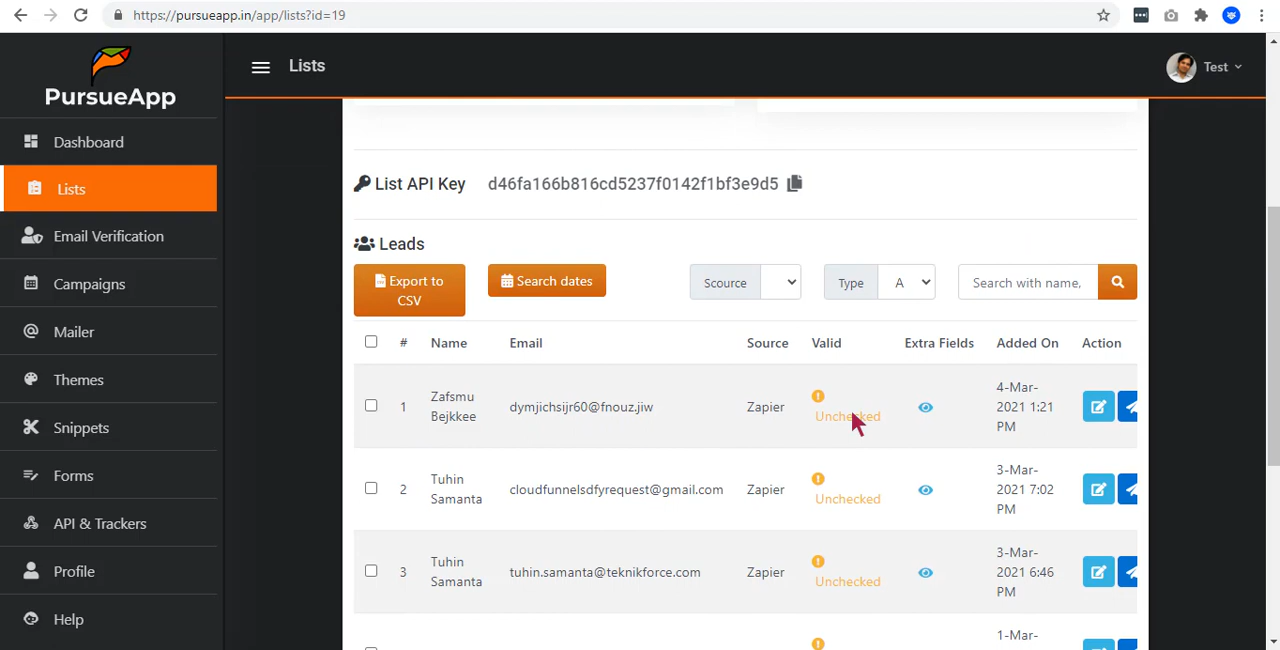 https://pursueapp.in/app/lists?id=19
PursueApp
Lists
Test
Dashboard
Lists
Email Verification
Campaigns
Mailer
Themes
Snippets
Forms
API & Trackers
Profile
Help
List API Key d46fa166b816cd5237f0142f1bf3e9d5
Leads
Export to
CSV
Search dates
Scource
Type A
Search with name,
# Name Email Source Valid Extra Fields Added On Action
1 Zafsmu
Bejkkee
dymjichsijr60@fnouz.jiw Zapier Unchecked
4-Mar-
2021 1:21
PM
2 Tuhin
Samanta
cloudfunnelsdfyrequest@gmail.com Zapier Unchecked
3-Mar-
2021 7:02
PM
3 Tuhin
Samanta
tuhin.samanta@teknikforce.com Zapier Unchecked
3-Mar-
2021 6:46
PM
1-Mar-